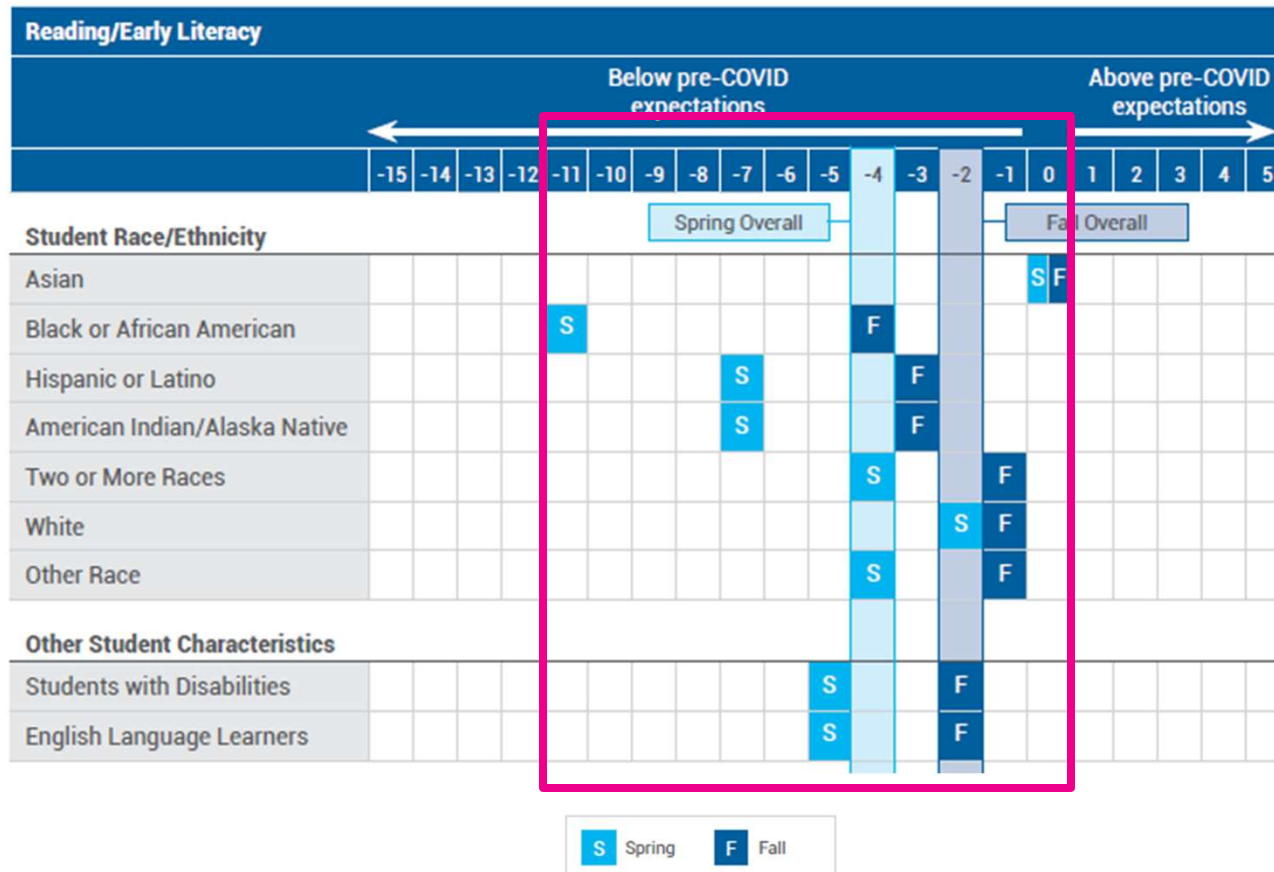 Reading/Early Literacy
Below pre-COVID expectations
Above pre-COVID expectations
-15 -14 -13 -12 -11 -10 -9 -8 -7 -6 -5 -4 -3 -2 -1 0 1 2 3 4 5
Student Race/Ethnicity
Spring Overall
Fall Overall
Asian S F
Black or African American S F
Hispanic or Latino S F
American Indian/Alaska Native S F
Two or More Races S F
White S F
Other Race S F
Other Student Characteristics
Students with Disabilities S F
English Language Learners S F
S Spring F Fall